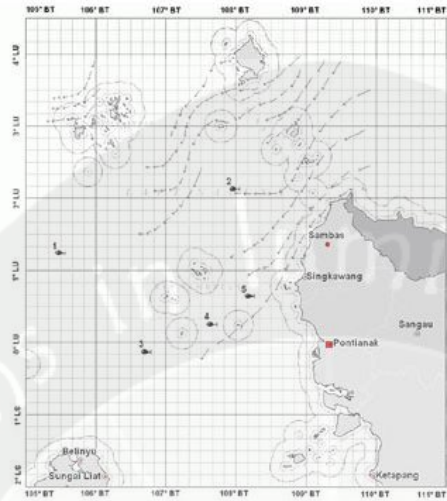 105° BT 106° BT 107° BT 108° BT 109° BT 110° BT 111° BT
4° LU
3° LU
2° LU
1° LU
0° LU
1° LS
2° LS
2
Sambas
1
Singkawang
5
Sangau
4
3
Pontianak
Belinyu
Sungai Liat
Ketapang
105° BT 106° BT 107° BT 108° BT 109° BT 110° BT 111° BT